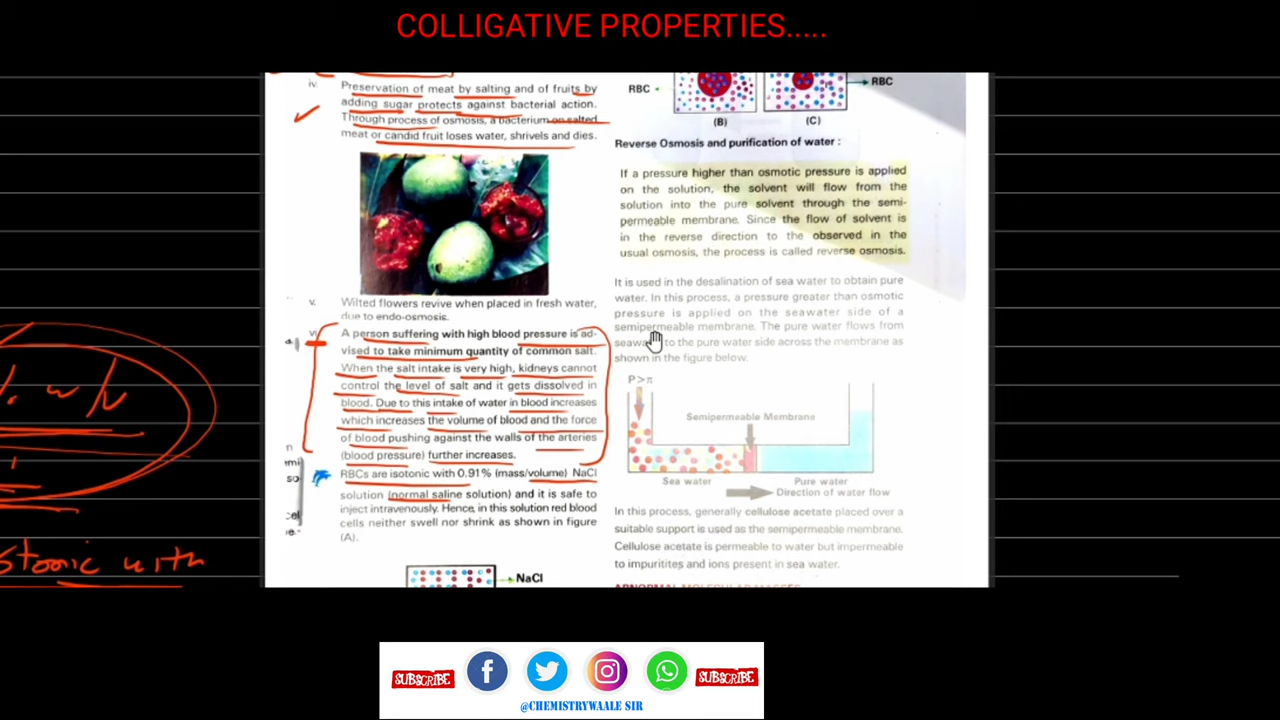 COLLIGATIVE PROPERTIES.....
iv. Preservation of meat by salting and of fruits by
adding sugar protects against bacterial action.
Through process of osmosis, a bacterium on salted
meat or candid fruit loses water, shrivels and dies.
v. Wilted flowers revive when placed in fresh water,
due to endo-osmosis.
vi. A person suffering with high blood pressure is ad-
vised to take minimum quantity of common salt.
When the salt intake is very high, kidneys cannot
control the level of salt and it gets dissolved in
blood. Due to this intake of water in blood increases
which increases the volume of blood and the force
of blood pushing against the walls of the arteries
(blood pressure) further increases.
RBCs are isotonic with 0.91% (mass/volume) NaCl
solution (normal saline solution) and it is safe to
inject intravenously. Hence, in this solution red blood
cells neither swell nor shrink as shown in figure
(A).
NaCl
RBC
RBC
(B)
(C)
Reverse Osmosis and purification of water :
If a pressure higher than osmotic pressure is applied
on the solution, the solvent will flow from the
solution into the pure solvent through the semi-
permeable membrane. Since the flow of solvent is
in the reverse direction to the observed in the
usual osmosis, the process is called reverse osmosis.
It is used in the desalination of sea water to obtain pure
water. In this process, a pressure greater than osmotic
pressure is applied on the seawater side of a
semipermeable membrane. The pure water flows from
to the pure water side across the membrane as
shown in the figure below.
P>π
Semipermeable Membrane
Sea water
Pure water
Direction of water flow
In this process, generally cellulose acetate placed over a
suitable support is used as the semipermeable membrane.
Cellulose acetate is permeable to water but impermeable
to impuritites and ions present in sea water.
w/v
with
SUBSCRIBE
SUBSCRIBE
@CHEMISTRYWAALE SIR